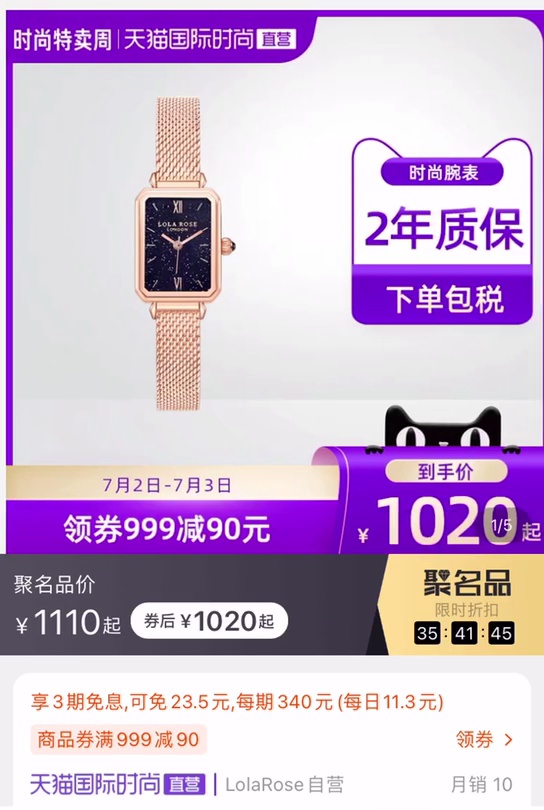 时尚特卖周|天猫国际时尚 直营
XII
LOLA ROSE
LONDON
VI
时尚腕表
2年质保
下单包税
7月2日-7月3日
领券999减90元
到手价
¥1020起
1/5
聚名品价
¥1110起
券后 ¥1020起
聚名品
限时折扣
35:41:45
享3期免息,可免23.5元,每期340元(每日11.3元)
商品券满999减90
领券 >
天猫国际时尚 直营 | LolaRose自营
月销 10